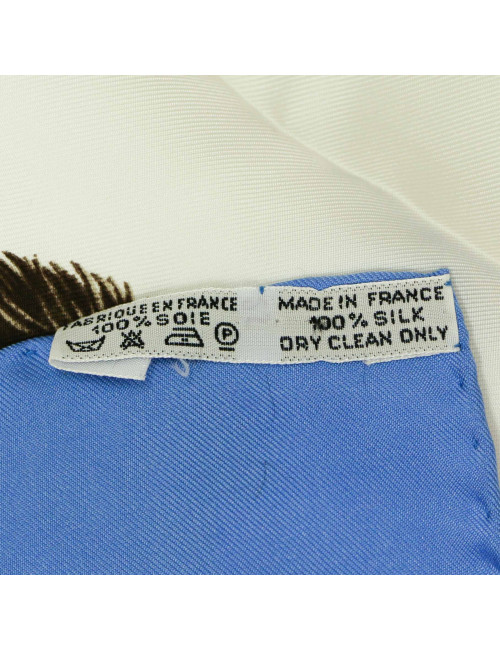 FABRIQUE EN FRANCE
100% SOIE
P
MADE IN FRANCE
100% SILK
DRY CLEAN ONLY